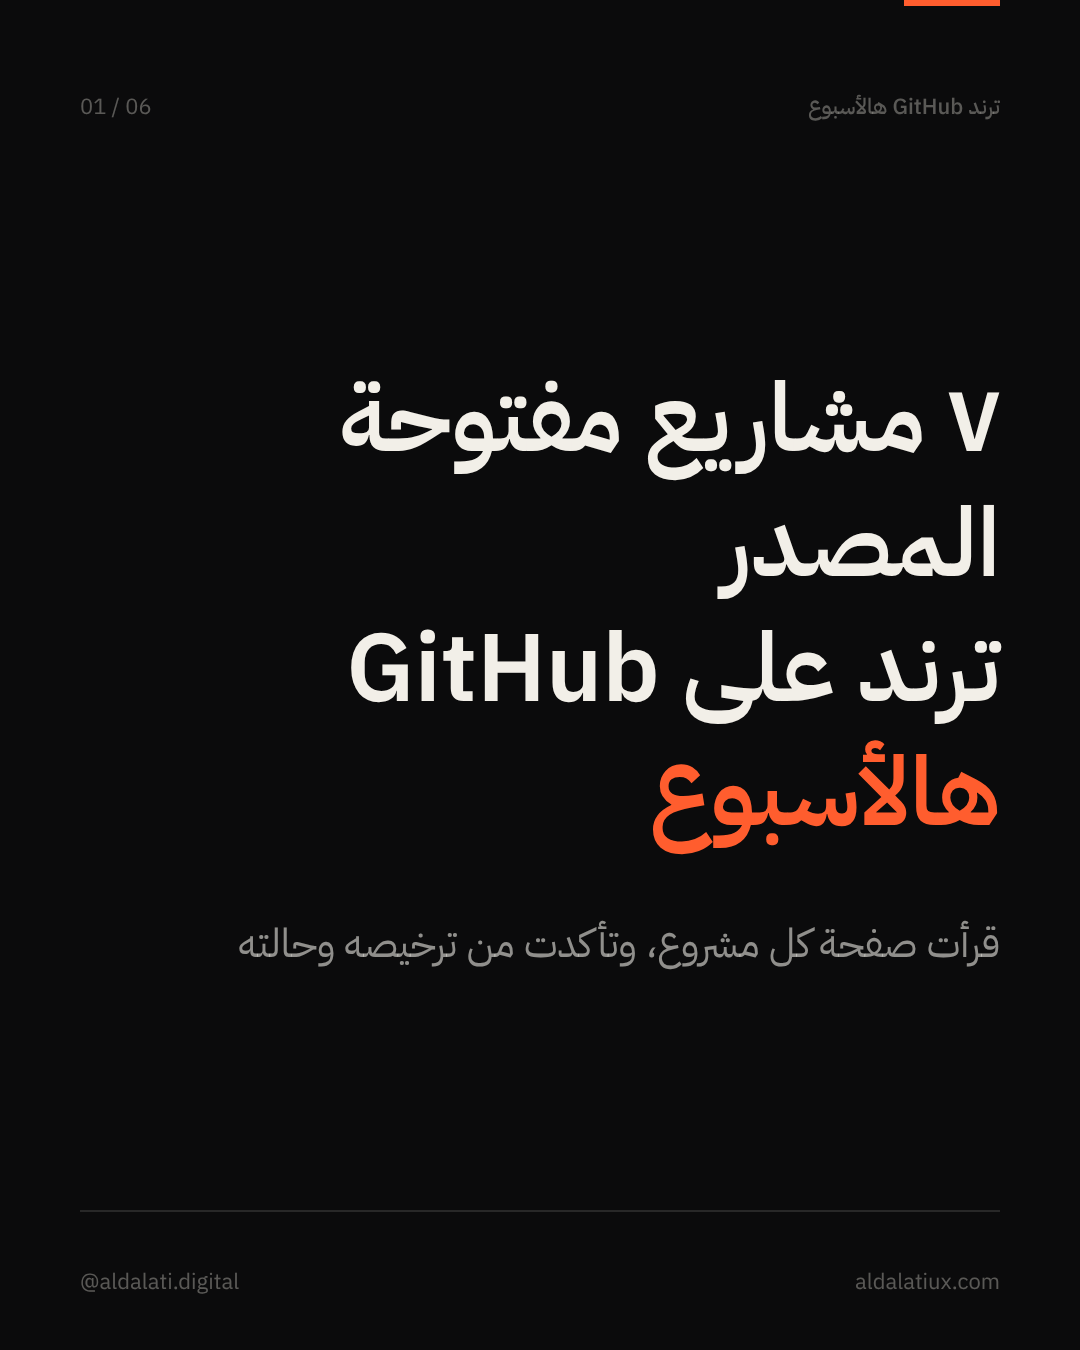 ترند GitHub هالأسبوع
01 / 06
٧ مشاريع مفتوحة
المصدر
ترند على GitHub
هالأسبوع
قرأت صفحة كل مشروع، وتأكدت من ترخيصه وحالته
@aldalati.digital
aldalatiux.com